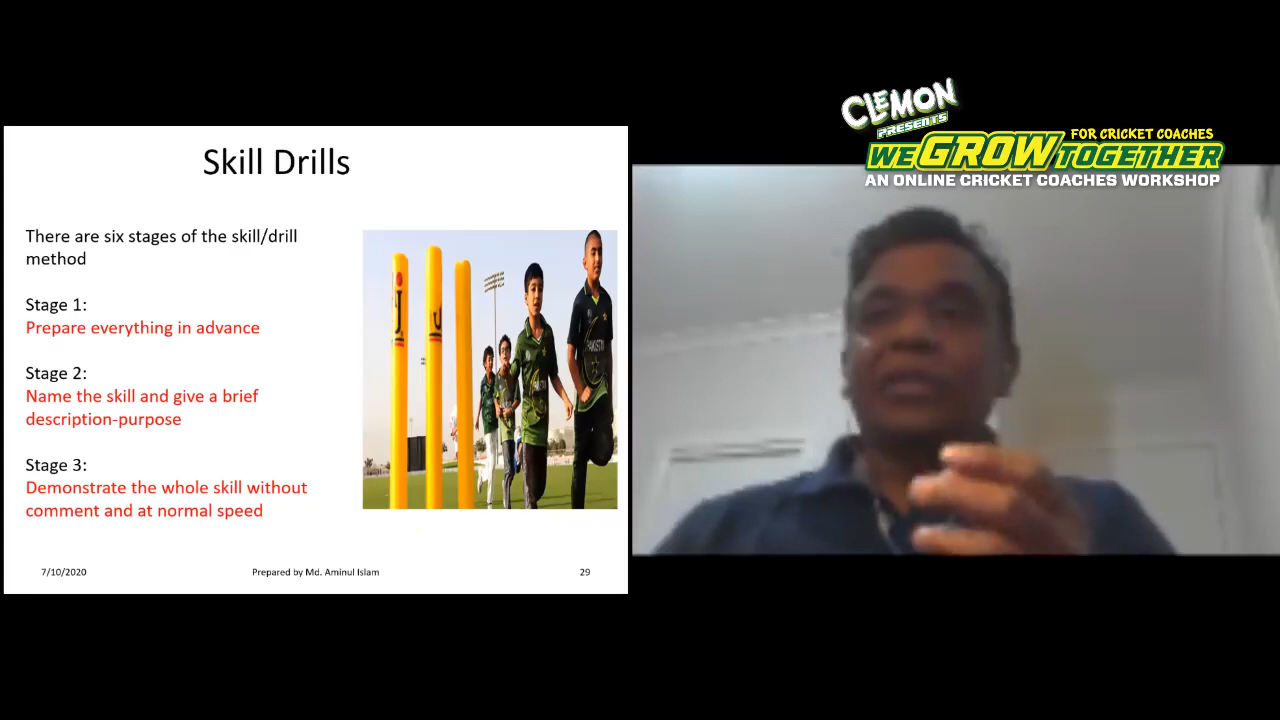 Skill Drills
There are six stages of the skill/drill
method
Stage 1:
Prepare everything in advance
Stage 2:
Name the skill and give a brief
description-purpose
Stage 3:
Demonstrate the whole skill without
comment and at normal speed
7/10/2020
Prepared by Md. Aminul Islam
29
J
PAKISTAN
CLEMON
PRESENTS
FOR CRICKET COACHES
WE GROW TOGETHER
AN ONLINE CRICKET COACHES WORKSHOP